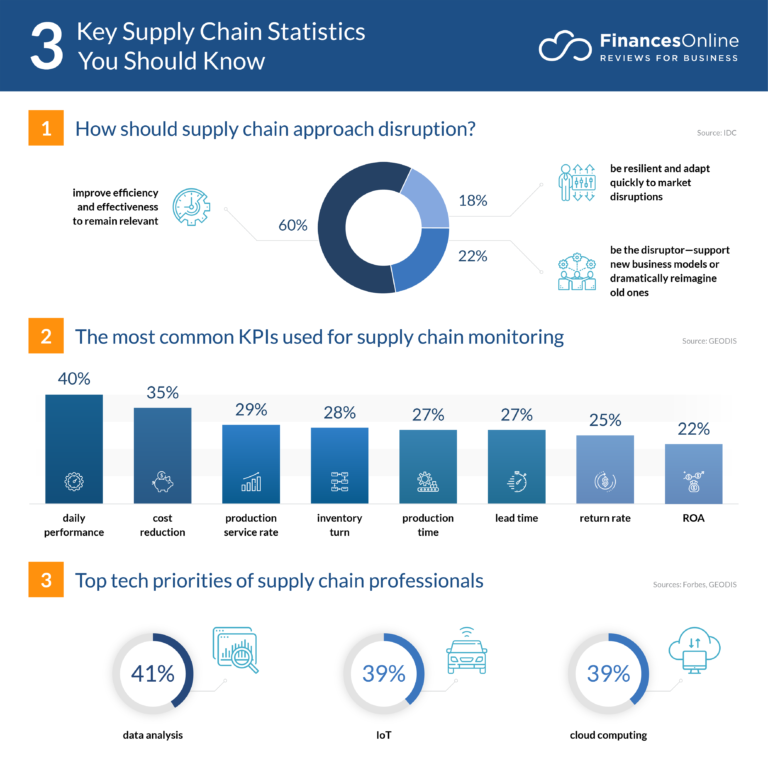 3
Key Supply Chain Statistics
You Should Know
FinancesOnline
REVIEWS FOR BUSINESS
1
How should supply chain approach disruption?
Source: IDC
improve efficiency
and effectiveness
to remain relevant
60%
18%
be resilient and adapt
quickly to market
disruptions
22%
be the disruptor—support
new business models or
dramatically reimagine
old ones
2
The most common KPIs used for supply chain monitoring
Source: GEODIS
40%
35%
29%
28%
27%
27%
25%
22%
daily
performance
cost
reduction
production
service rate
inventory
turn
production
time
lead time
return rate
ROA
3
Top tech priorities of supply chain professionals
Sources: Forbes, GEODIS
41%
39%
39%
data analysis
IoT
cloud computing